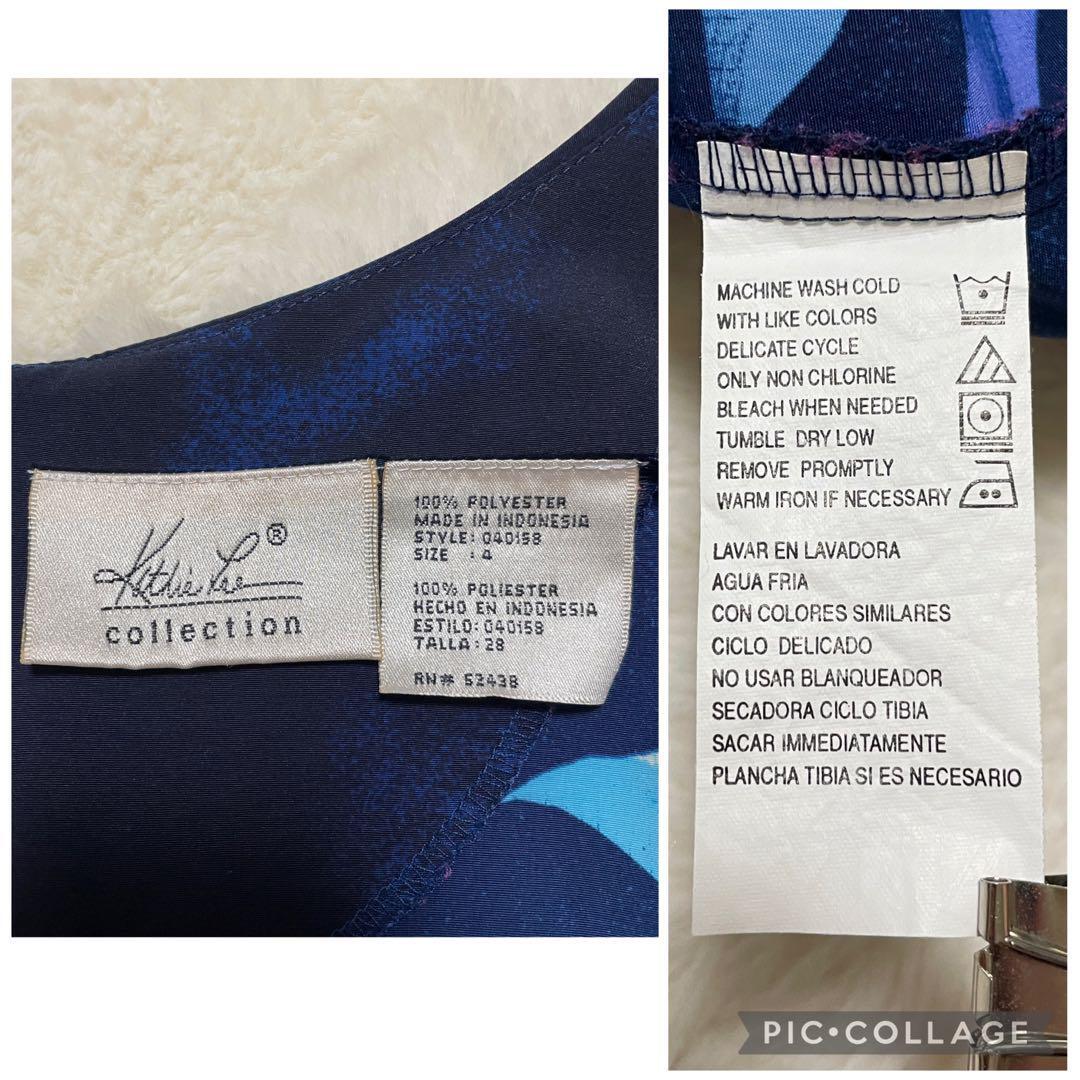 Kathie Lee®
collection
100% POLYESTER
MADE IN INDONESIA
STYLE: 040158
SIZE : 4
100% POLIESTER
HECHO EN INDONESIA
ESTILO: 040158
TALLA: 28
RN# 52438
MACHINE WASH COLD
WITH LIKE COLORS
DELICATE CYCLE
ONLY NON CHLORINE
BLEACH WHEN NEEDED
TUMBLE DRY LOW
REMOVE PROMPTLY
WARM IRON IF NECESSARY
LAVAR EN LAVADORA
AGUA FRIA
CON COLORES SIMILARES
CICLO DELICADO
NO USAR BLANQUEADOR
SECADORA CICLO TIBIA
SACAR IMMEDIATAMENTE
PLANCHA TIBIA SI ES NECESARIO
PIC•COLLAGE